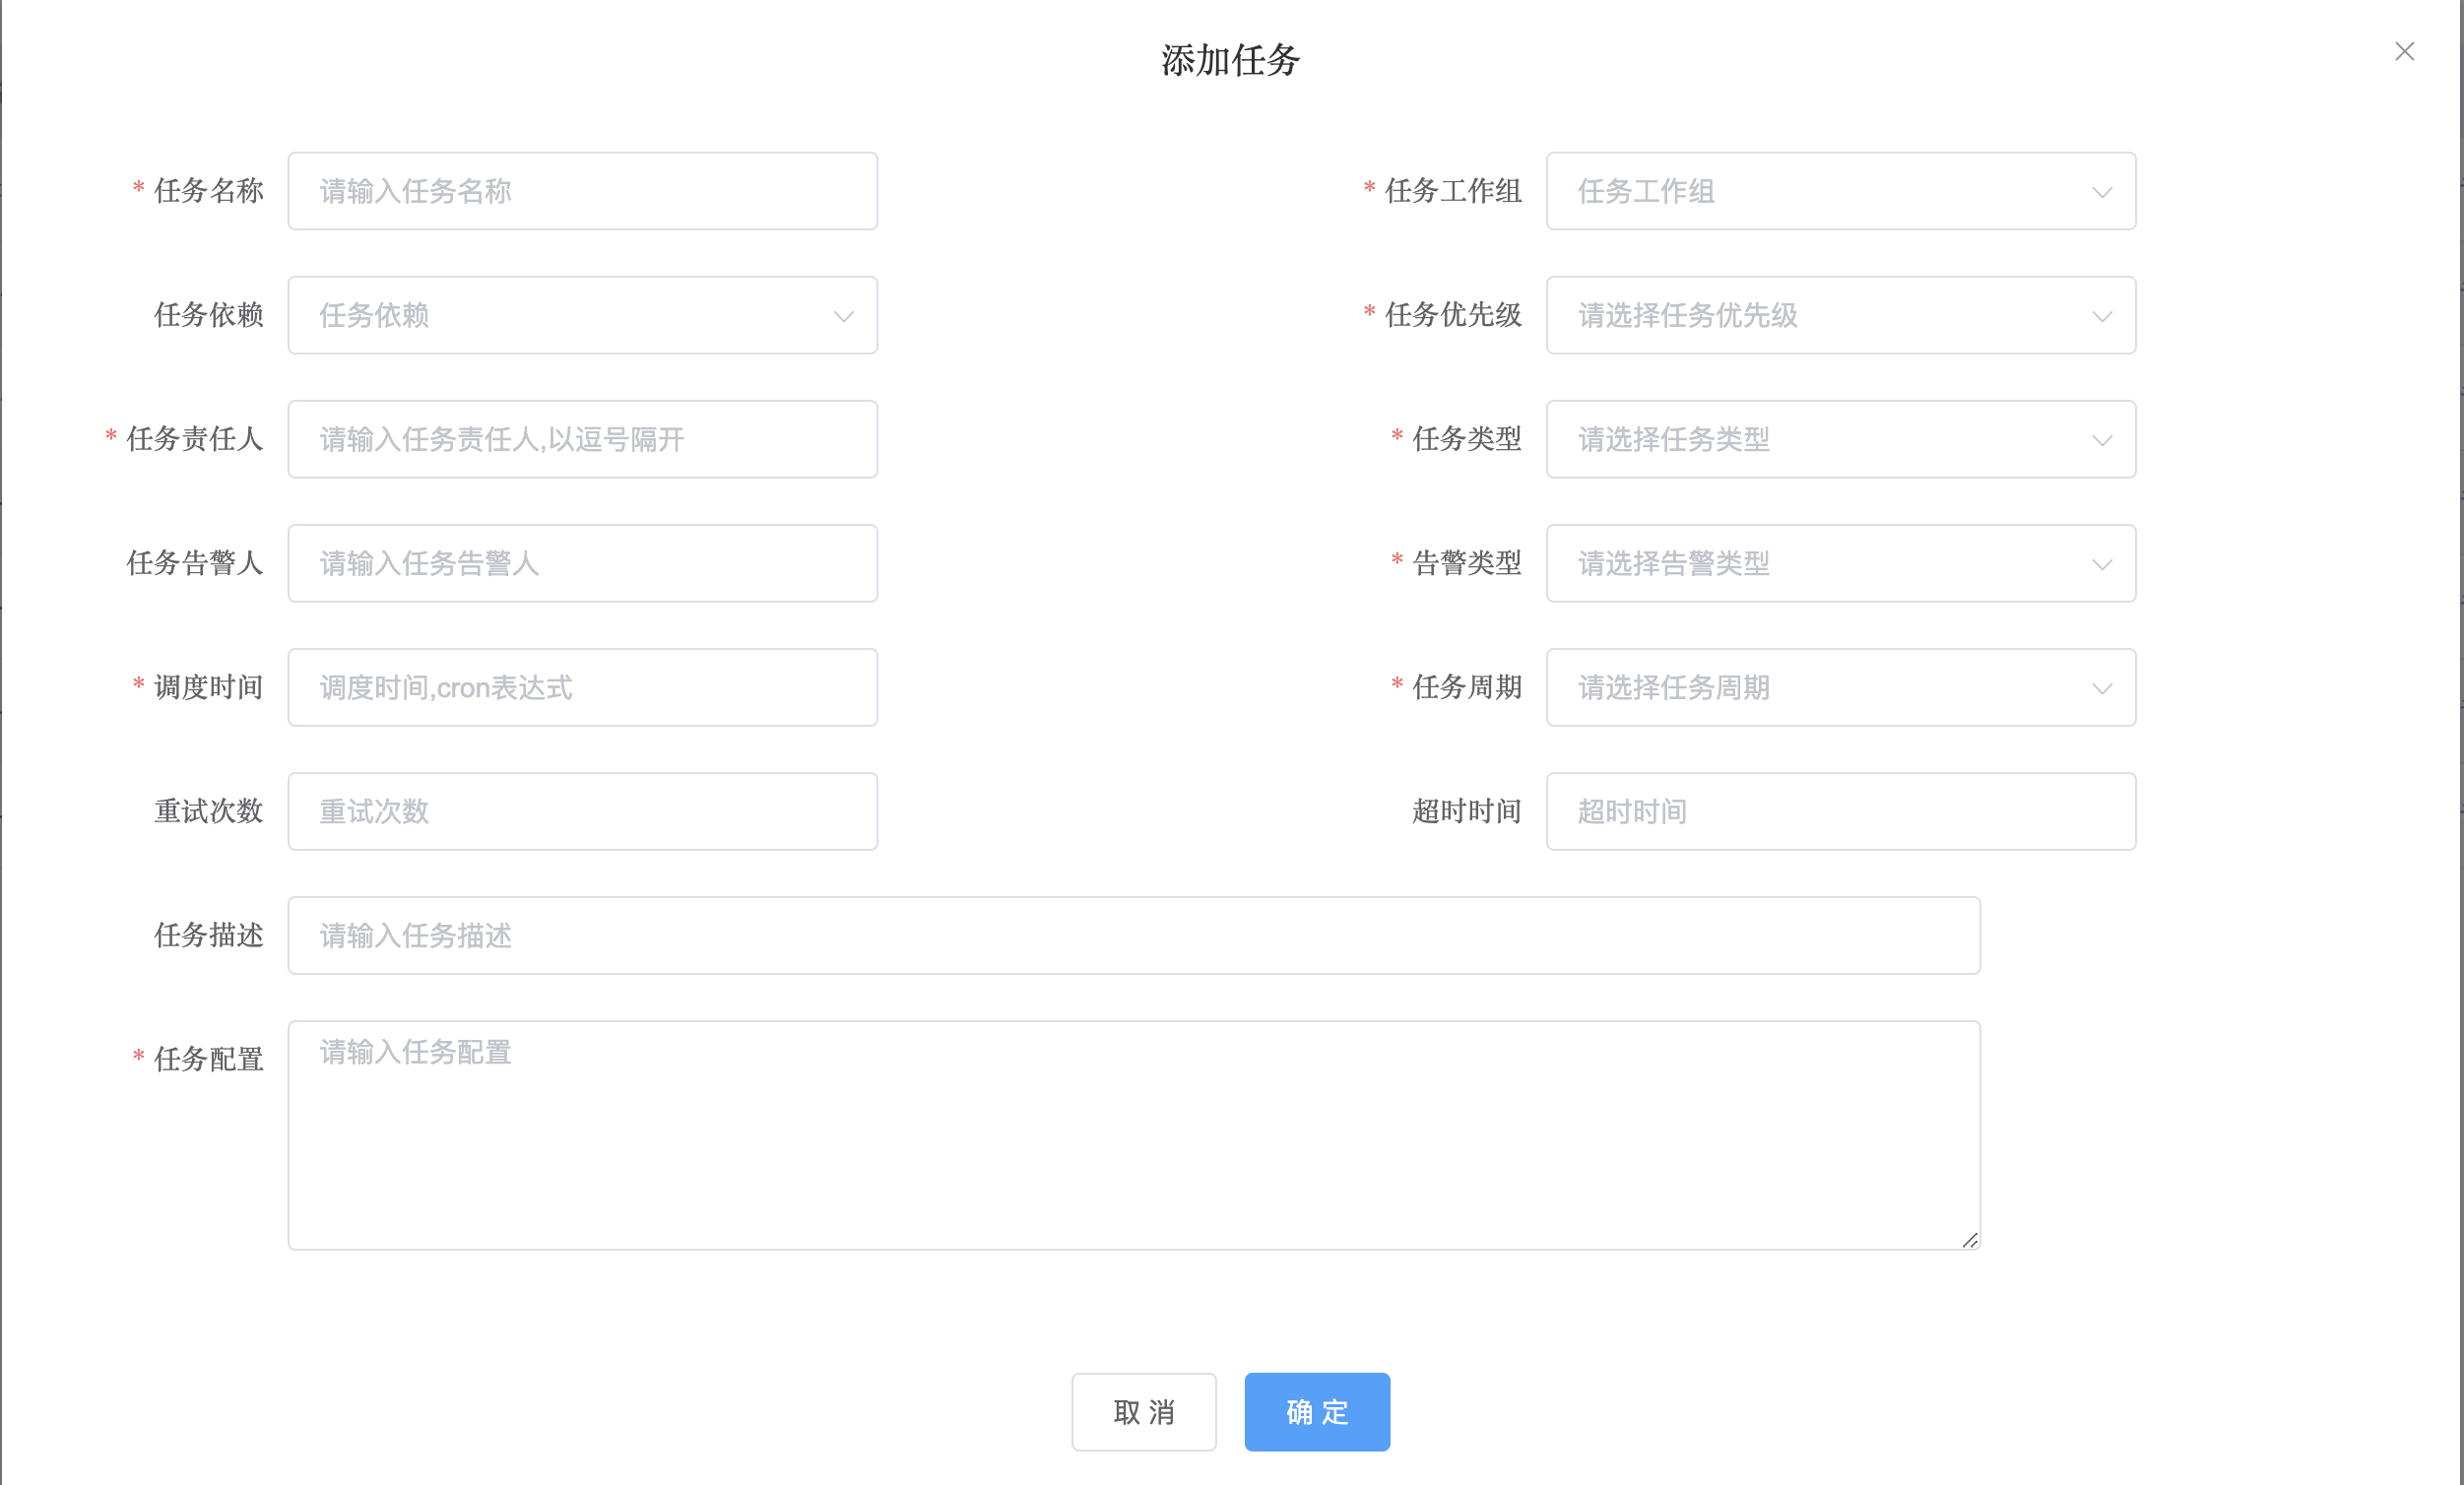 添加任务
* 任务名称 请输入任务名称 * 任务工作组 任务工作组
任务依赖 任务依赖 * 任务优先级 请选择任务优先级
* 任务责任人 请输入任务责任人,以逗号隔开 * 任务类型 请选择任务类型
任务告警人 请输入任务告警人 * 告警类型 请选择告警类型
* 调度时间 调度时间,cron表达式 * 任务周期 请选择任务周期
重试次数 重试次数 超时时间 超时时间
任务描述 请输入任务描述
* 任务配置 请输入任务配置
取消 确定